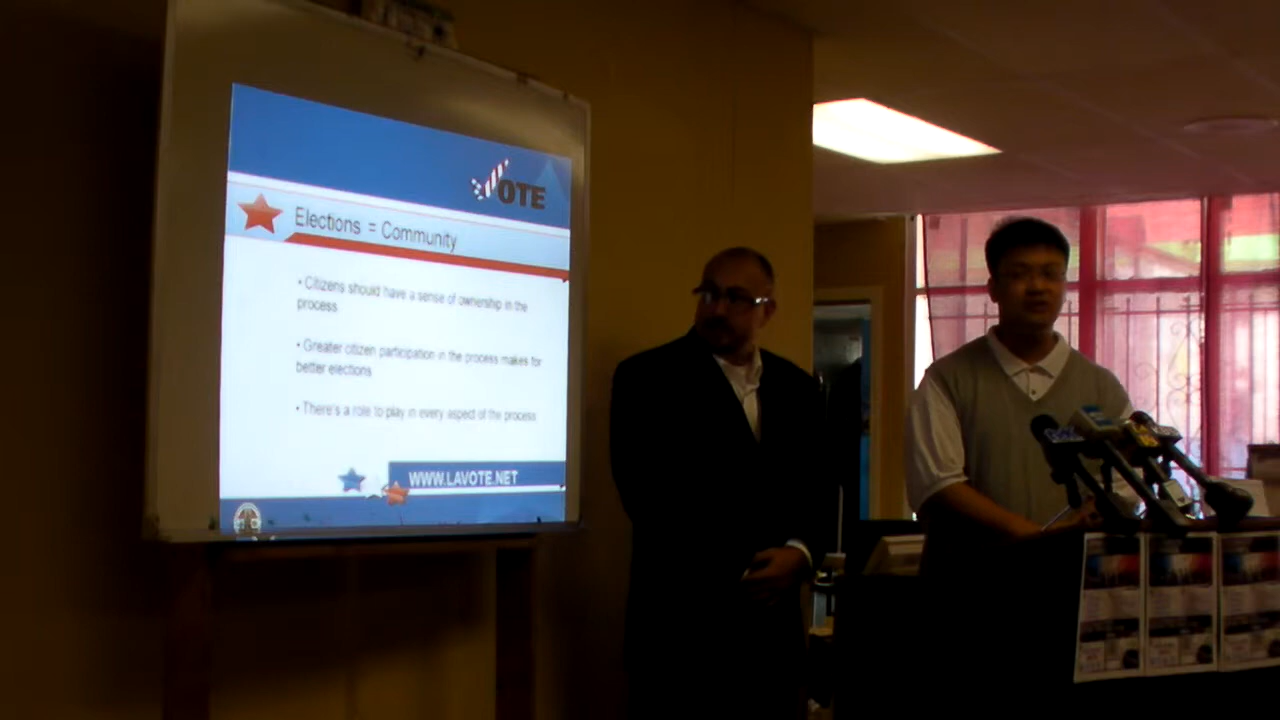 VOTE
Elections = Community
• Citizens should have a sense of ownership in the
process
• Greater citizen participation in the process makes for
better elections
• There's a role to play in every aspect of the process
WWW.LAVOTE.NET